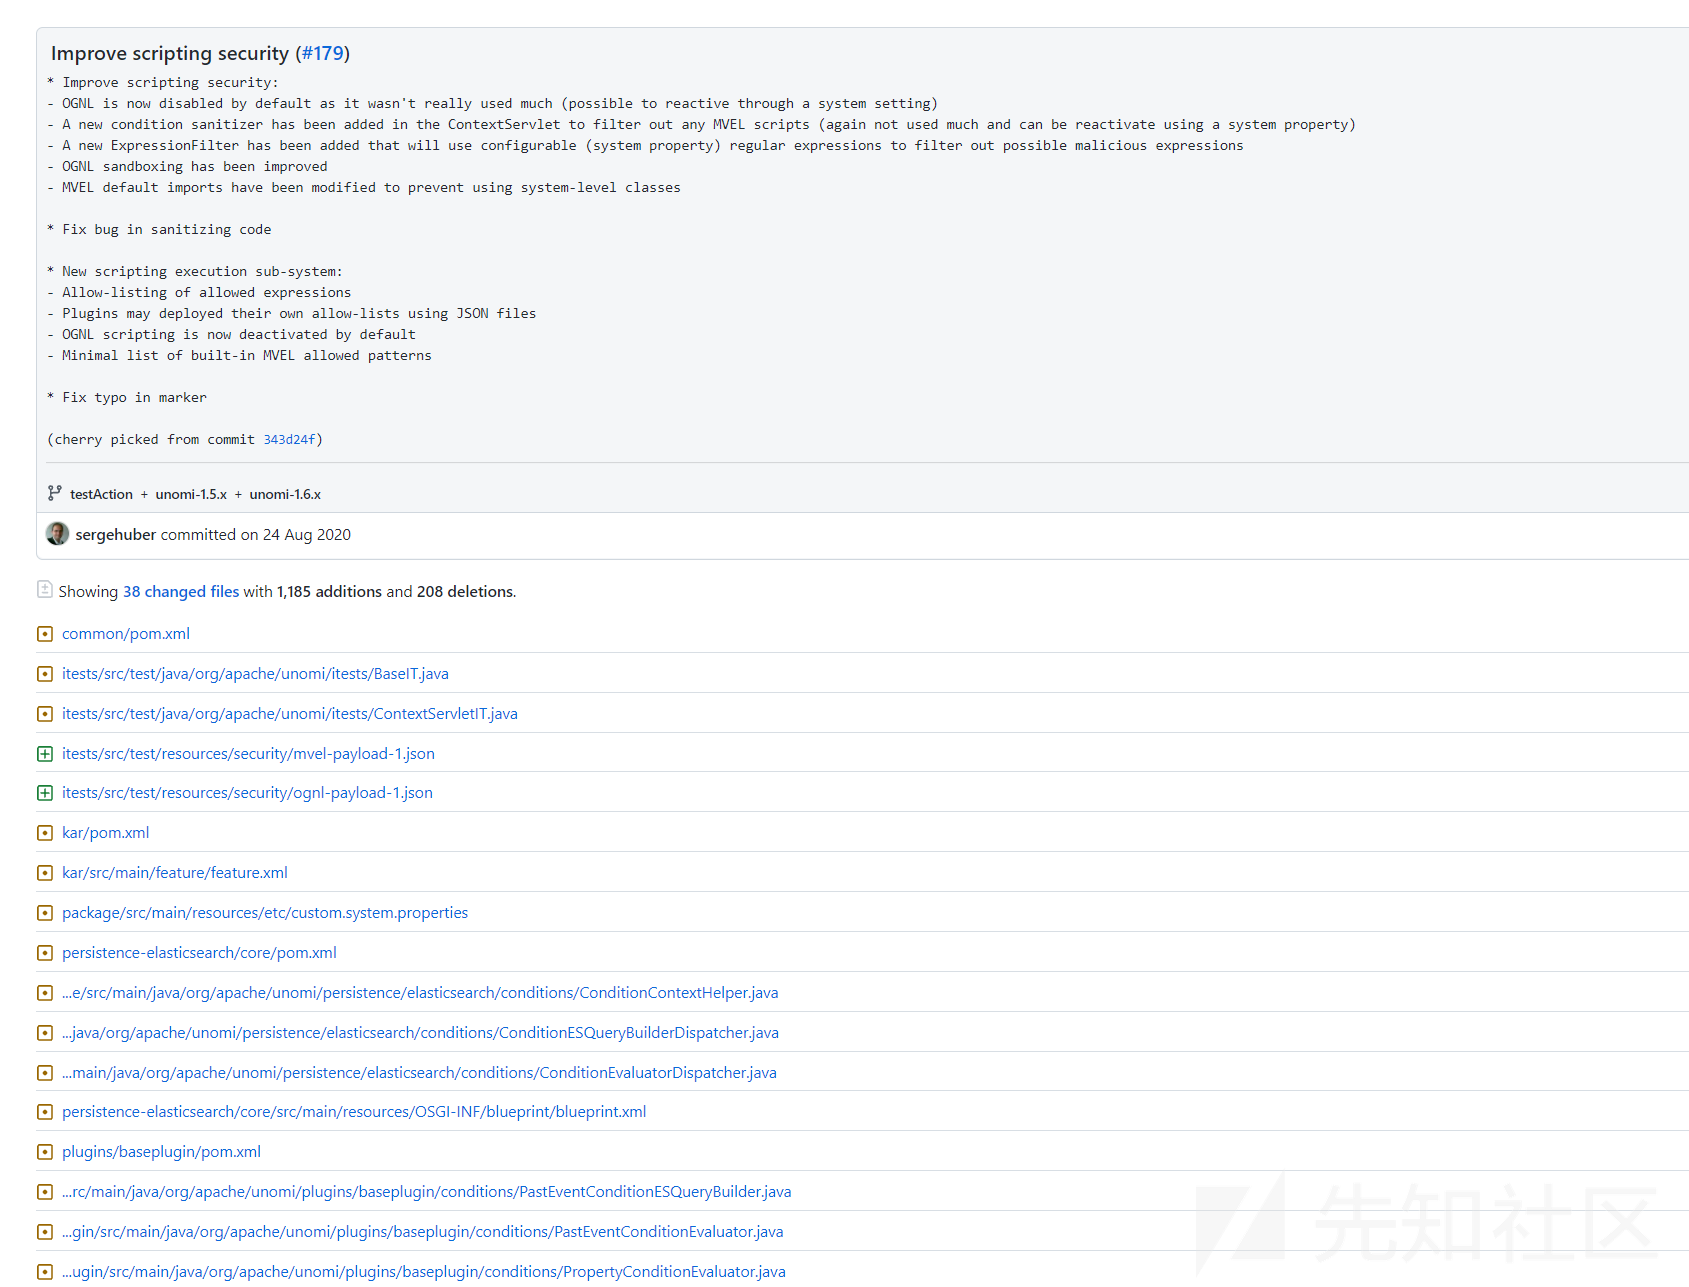 Improve scripting security (#179)
* Improve scripting security:
- OGNL is now disabled by default as it wasn't really used much (possible to reactive through a system setting)
- A new condition sanitizer has been added in the ContextServlet to filter out any MVEL scripts (again not used much and can be reactivate using a system property)
- A new ExpressionFilter has been added that will use configurable (system property) regular expressions to filter out possible malicious expressions
- OGNL sandboxing has been improved
- MVEL default imports have been modified to prevent using system-level classes
* Fix bug in sanitizing code
* New scripting execution sub-system:
- Allow-listing of allowed expressions
- Plugins may deployed their own allow-lists using JSON files
- OGNL scripting is now deactivated by default
- Minimal list of built-in MVEL allowed patterns
* Fix typo in marker
(cherry picked from commit 343d24f)
testAction + unomi-1.5.x + unomi-1.6.x
sergehuber committed on 24 Aug 2020
Showing 38 changed files with 1,185 additions and 208 deletions.
common/pom.xml
itests/src/test/java/org/apache/unomi/itests/BaseIT.java
itests/src/test/java/org/apache/unomi/itests/ContextServletIT.java
itests/src/test/resources/security/mvel-payload-1.json
itests/src/test/resources/security/ognl-payload-1.json
kar/pom.xml
kar/src/main/feature/feature.xml
package/src/main/resources/etc/custom.system.properties
persistence-elasticsearch/core/pom.xml
...e/src/main/java/org/apache/unomi/persistence/elasticsearch/conditions/ConditionContextHelper.java
...java/org/apache/unomi/persistence/elasticsearch/conditions/ConditionESQueryBuilderDispatcher.java
...main/java/org/apache/unomi/persistence/elasticsearch/conditions/ConditionEvaluatorDispatcher.java
persistence-elasticsearch/core/src/main/resources/OSGI-INF/blueprint/blueprint.xml
plugins/baseplugin/pom.xml
...rc/main/java/org/apache/unomi/plugins/baseplugin/conditions/PastEventConditionESQueryBuilder.java
...gin/src/main/java/org/apache/unomi/plugins/baseplugin/conditions/PastEventConditionEvaluator.java
...ugin/src/main/java/org/apache/unomi/plugins/baseplugin/conditions/PropertyConditionEvaluator.java
先知社区